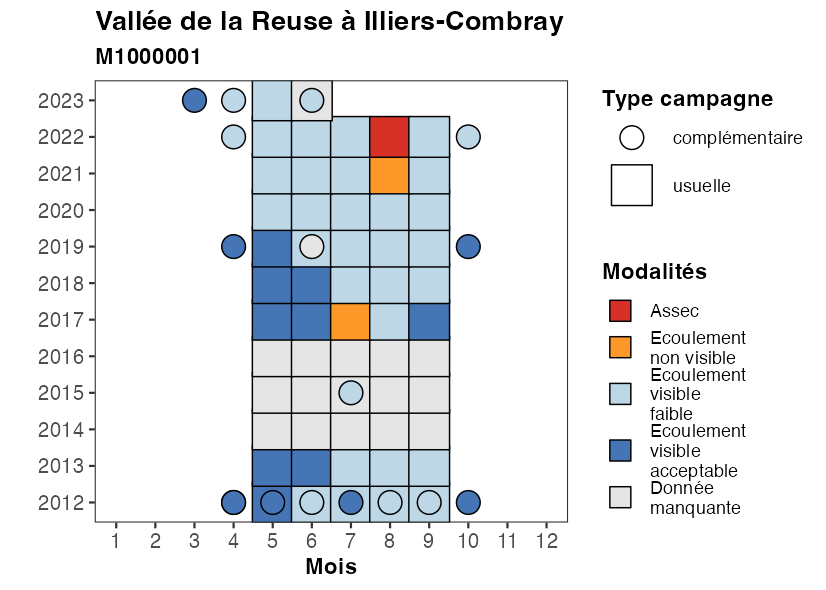 Vallée de la Reuse à Illiers-Combray
M1000001
2023
2022
2021
2020
2019
2018
2017
2016
2015
2014
2013
2012
1 2 3 4 5 6 7 8 9 10 11 12
Mois
Type campagne
complémentaire
usuelle
Modalités
Assec
Ecoulement
non visible
Ecoulement
visible
faible
Ecoulement
visible
acceptable
Donnée
manquante